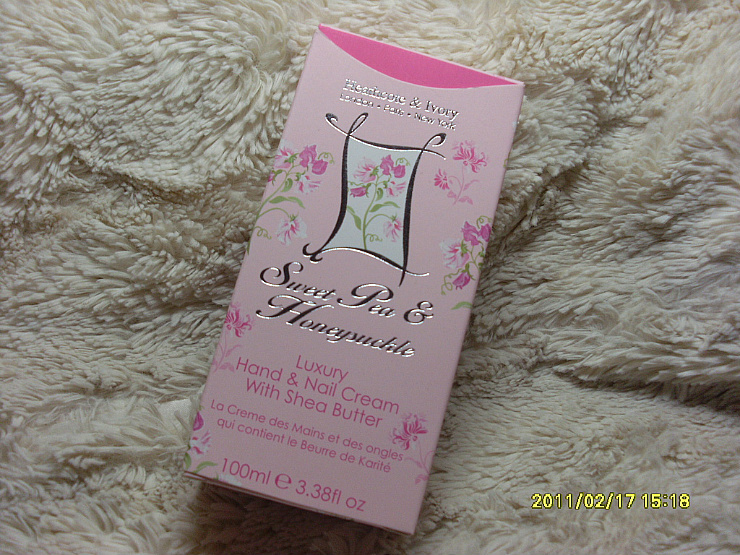 Heathcote & Ivory
London • Paris • New York
Sweet Pea &
Honeysuckle
Luxury
Hand & Nail Cream
With Shea Butter
La Creme des Mains et des ongles
qui contient le Beurre de Karité
100ml e 3.38fl oz
2011/02/17 15:18